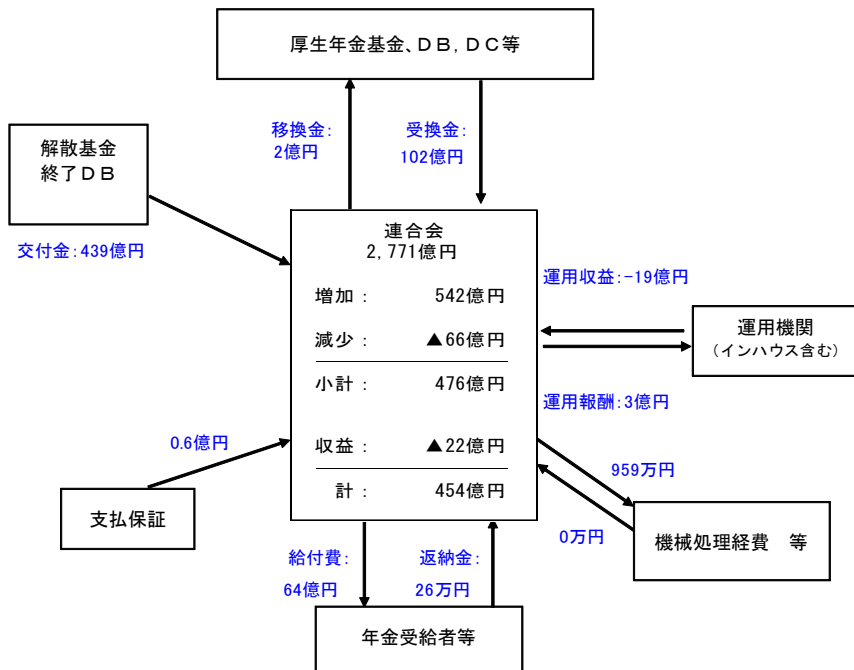 厚生年金基金、ＤＢ，ＤＣ等
移換金：
2億円
受換金：
102億円
解散基金
終了ＤＢ
交付金：439億円
連合会
2,771億円
増加： 542億円
減少： ▲66億円
小計： 476億円
収益： ▲22億円
計： 454億円
運用収益：-19億円
運用機関
（インハウス含む）
運用報酬：3億円
0.6億円
支払保証
959万円
0万円
機械処理経費　等
給付費：
64億円
返納金：
26万円
年金受給者等